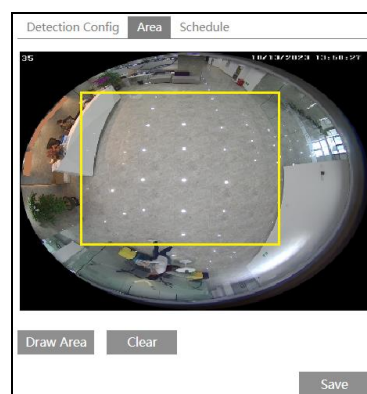 Detection Config Area Schedule
35 10/13/2023 13:50:27
Draw Area Clear
Save